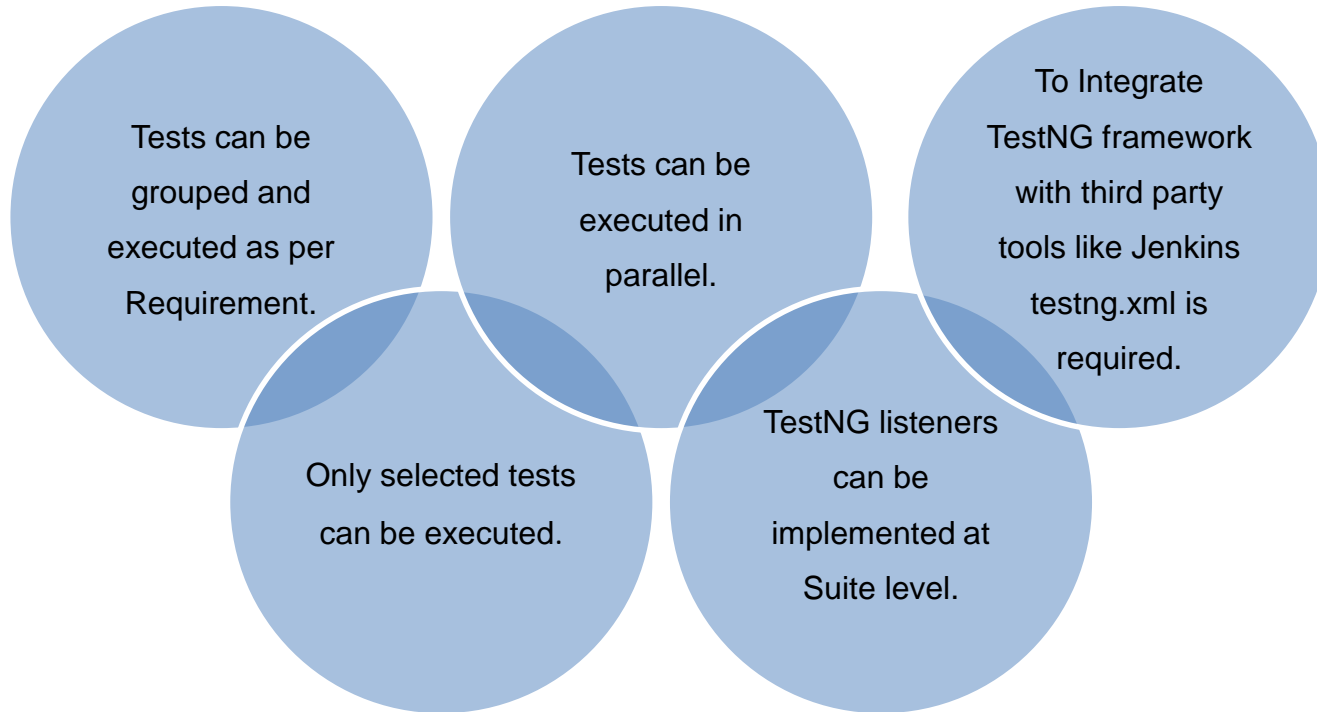 Tests can be
grouped and
executed as per
Requirement.
Tests can be
executed in
parallel.
To Integrate
TestNG framework
with third party
tools like Jenkins
testng.xml is
required.
Only selected tests
can be executed.
TestNG listeners
can be
implemented at
Suite level.